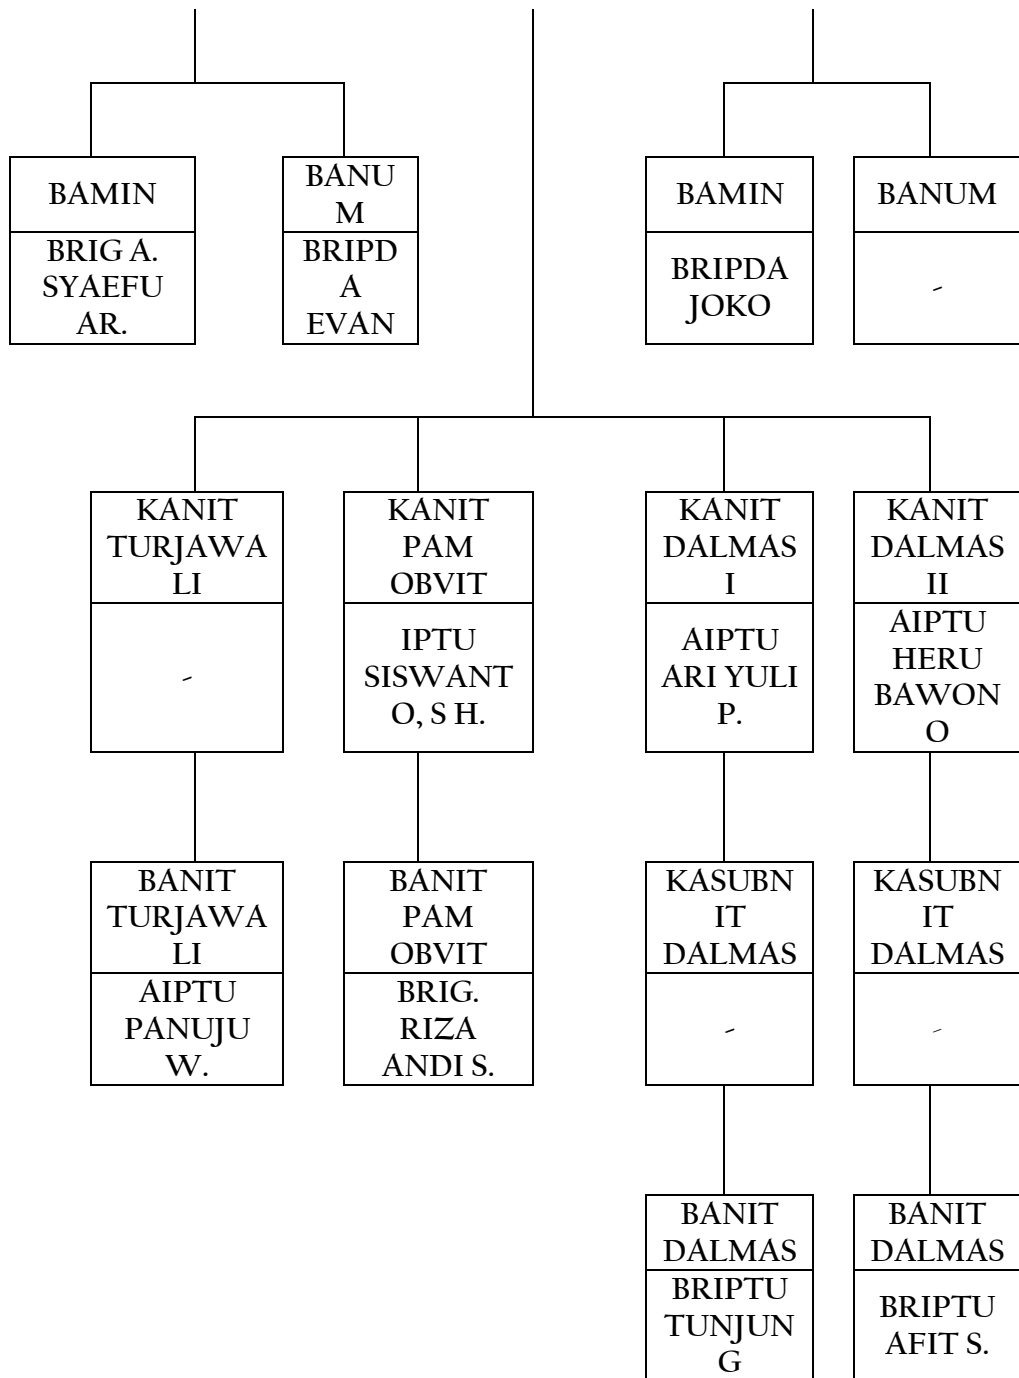 BAMIN
BRIG A.
SYAEFU
AR.
BANU
M
BRIPD
A
EVAN
BAMIN
BRIPDA
JOKO
BANUM
-
KANIT
TURJAWA
LI
-
KANIT
PAM
OBVIT
IPTU
SISWANT
O, S H.
KANIT
DALMAS
I
AIPTU
ARI YULI
P.
KANIT
DALMAS
II
AIPTU
HERU
BAWON
O
BANIT
TURJAWA
LI
AIPTU
PANUJU
W.
BANIT
PAM
OBVIT
BRIG.
RIZA
ANDI S.
KASUBN
IT
DALMAS
-
KASUBN
IT
DALMAS
-
BANIT
DALMAS
BRIPTU
TUNJUN
G
BANIT
DALMAS
BRIPTU
AFIT S.